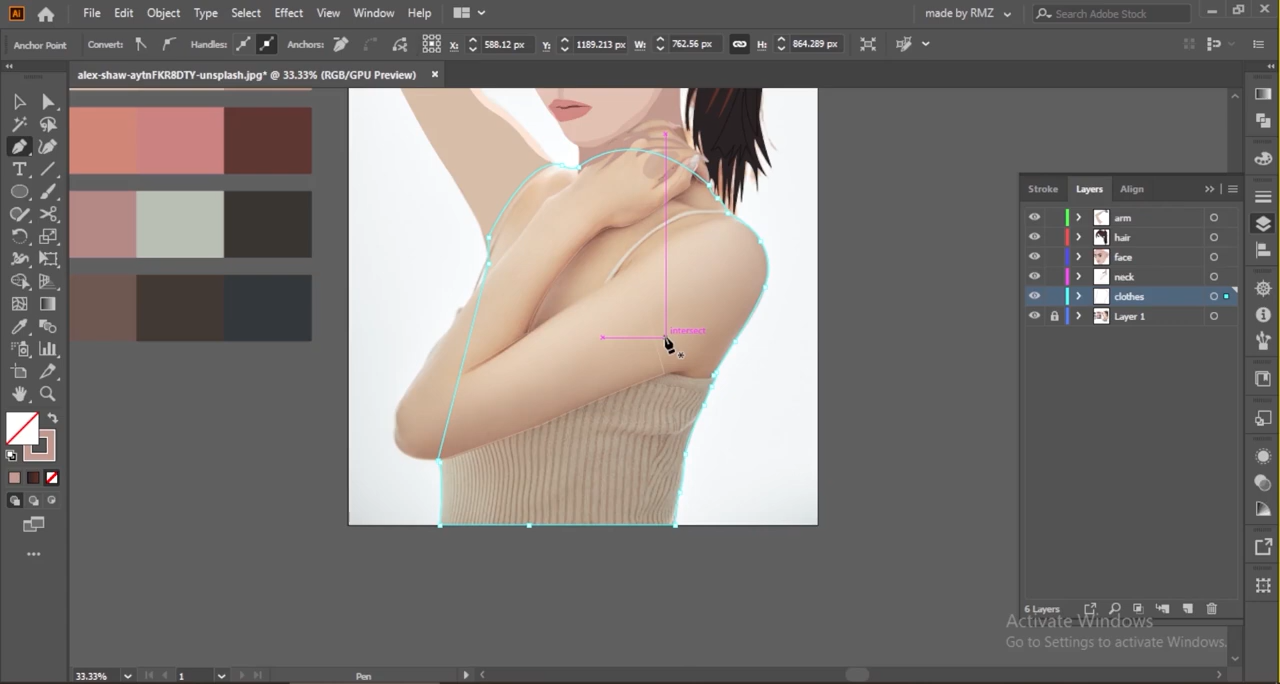 Ai File Edit Object Type Select Effect View Window Help made by RMZ Search Adobe Stock
Anchor Point Convert: Handles: Anchors: X: 588.12 px Y: 1189.213 px W: 762.56 px H: 864.289 px
alex-shaw-aytnFKR8DTY-unsplash.jpg* @ 33.33% (RGB/GPU Preview) ×
Stroke Layers Align
arm
hair
face
neck
clothes
Layer 1
intersect
6 Layers
Activate Windows
Go to Settings to activate Windows.
33.33% 1 Pen